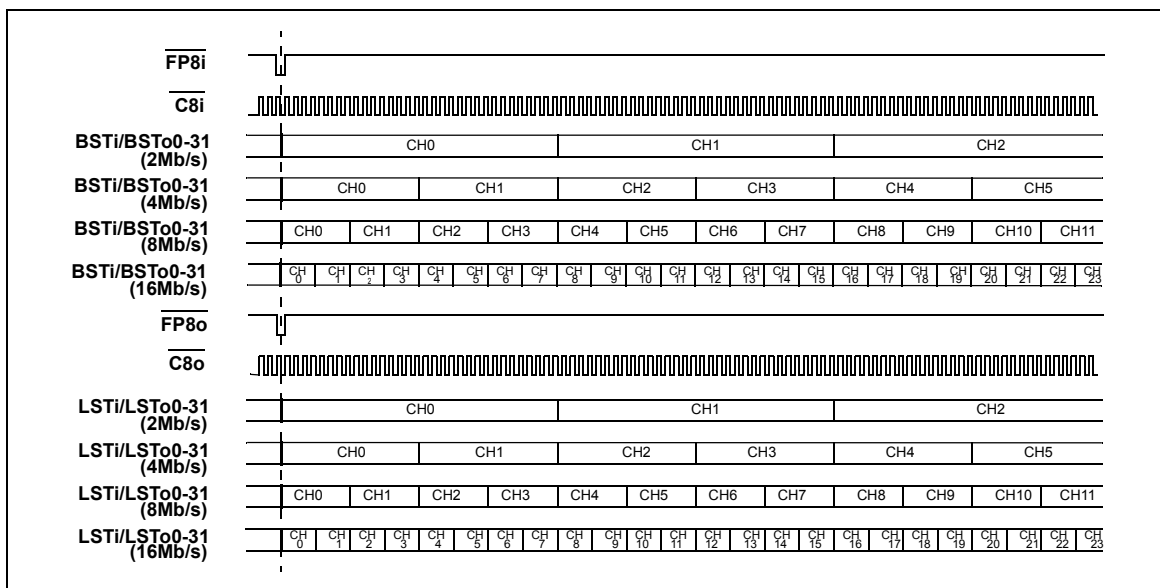 FP8i
C8i
BSTi/BSTo0-31
(2Mb/s)
CH0 CH1 CH2
BSTi/BSTo0-31
(4Mb/s)
CH0 CH1 CH2 CH3 CH4 CH5
BSTi/BSTo0-31
(8Mb/s)
CH0 CH1 CH2 CH3 CH4 CH5 CH6 CH7 CH8 CH9 CH10 CH11
BSTi/BSTo0-31
(16Mb/s)
CH CH CH CH CH CH CH CH CH CH CH CH CH CH CH CH CH CH CH CH CH CH CH CH
0 1 2 3 4 5 6 7 8 9 10 11 12 13 14 15 16 17 18 19 20 21 22 23
FP8o
C8o
LSTi/LSTo0-31
(2Mb/s)
CH0 CH1 CH2
LSTi/LSTo0-31
(4Mb/s)
CH0 CH1 CH2 CH3 CH4 CH5
LSTi/LSTo0-31
(8Mb/s)
CH0 CH1 CH2 CH3 CH4 CH5 CH6 CH7 CH8 CH9 CH10 CH11
LSTi/LSTo0-31
(16Mb/s)
CH CH CH CH CH CH CH CH CH CH CH CH CH CH CH CH CH CH CH CH CH CH CH CH
0 1 2 3 4 5 6 7 8 9 10 11 12 13 14 15 16 17 18 19 20 21 22 23